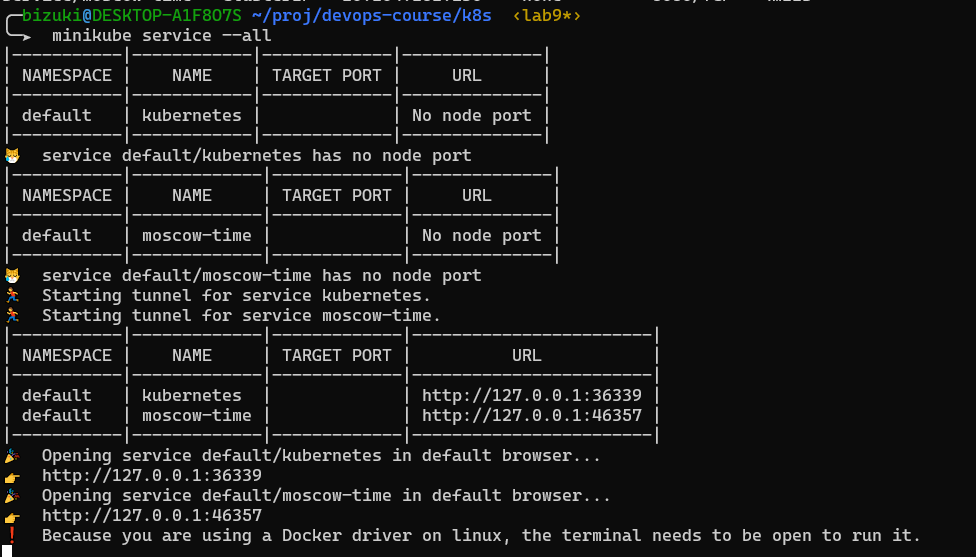 bizuki@DESKTOP-A1F8O7S ~/proj/devops-course/k8s ‹lab9*›
minikube service --all
|-----------|------------|-------------|--------------|
| NAMESPACE | NAME | TARGET PORT | URL |
|-----------|------------|-------------|--------------|
| default | kubernetes | | No node port |
|-----------|------------|-------------|--------------|
😿 service default/kubernetes has no node port
|-----------|-------------|-------------|--------------|
| NAMESPACE | NAME | TARGET PORT | URL |
|-----------|-------------|-------------|--------------|
| default | moscow-time | | No node port |
|-----------|-------------|-------------|--------------|
😿 service default/moscow-time has no node port
🏃 Starting tunnel for service kubernetes.
🏃 Starting tunnel for service moscow-time.
|-----------|-------------|-------------|------------------------|
| NAMESPACE | NAME | TARGET PORT | URL |
|-----------|-------------|-------------|------------------------|
| default | kubernetes | | http://127.0.0.1:36339 |
| default | moscow-time | | http://127.0.0.1:46357 |
|-----------|-------------|-------------|------------------------|
🎉 Opening service default/kubernetes in default browser...
👉 http://127.0.0.1:36339
🎉 Opening service default/moscow-time in default browser...
👉 http://127.0.0.1:46357
❗ Because you are using a Docker driver on linux, the terminal needs to be open to run it.